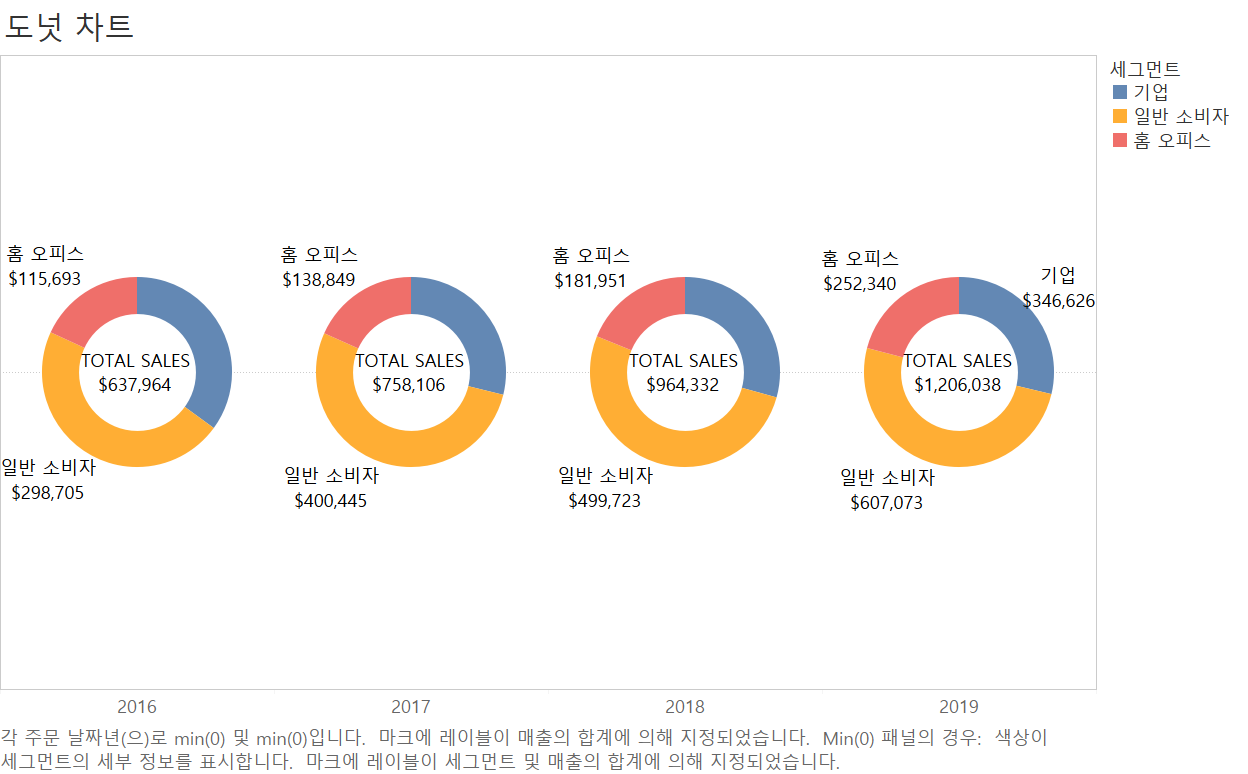 도넛 차트
세그먼트
기업
일반 소비자
홈 오피스
홈 오피스
$115,693
TOTAL SALES
$637,964
일반 소비자
$298,705
홈 오피스
$138,849
TOTAL SALES
$758,106
일반 소비자
$400,445
홈 오피스
$181,951
TOTAL SALES
$964,332
일반 소비자
$499,723
홈 오피스
$252,340
기업
$346,626
TOTAL SALES
$1,206,038
일반 소비자
$607,073
2016
2017
2018
2019
각 주문 날짜년(으)로 min(0) 및 min(0)입니다. 마크에 레이블이 매출의 합계에 의해 지정되었습니다. Min(0) 패널의 경우: 색상이
세그먼트의 세부 정보를 표시합니다. 마크에 레이블이 세그먼트 및 매출의 합계에 의해 지정되었습니다.